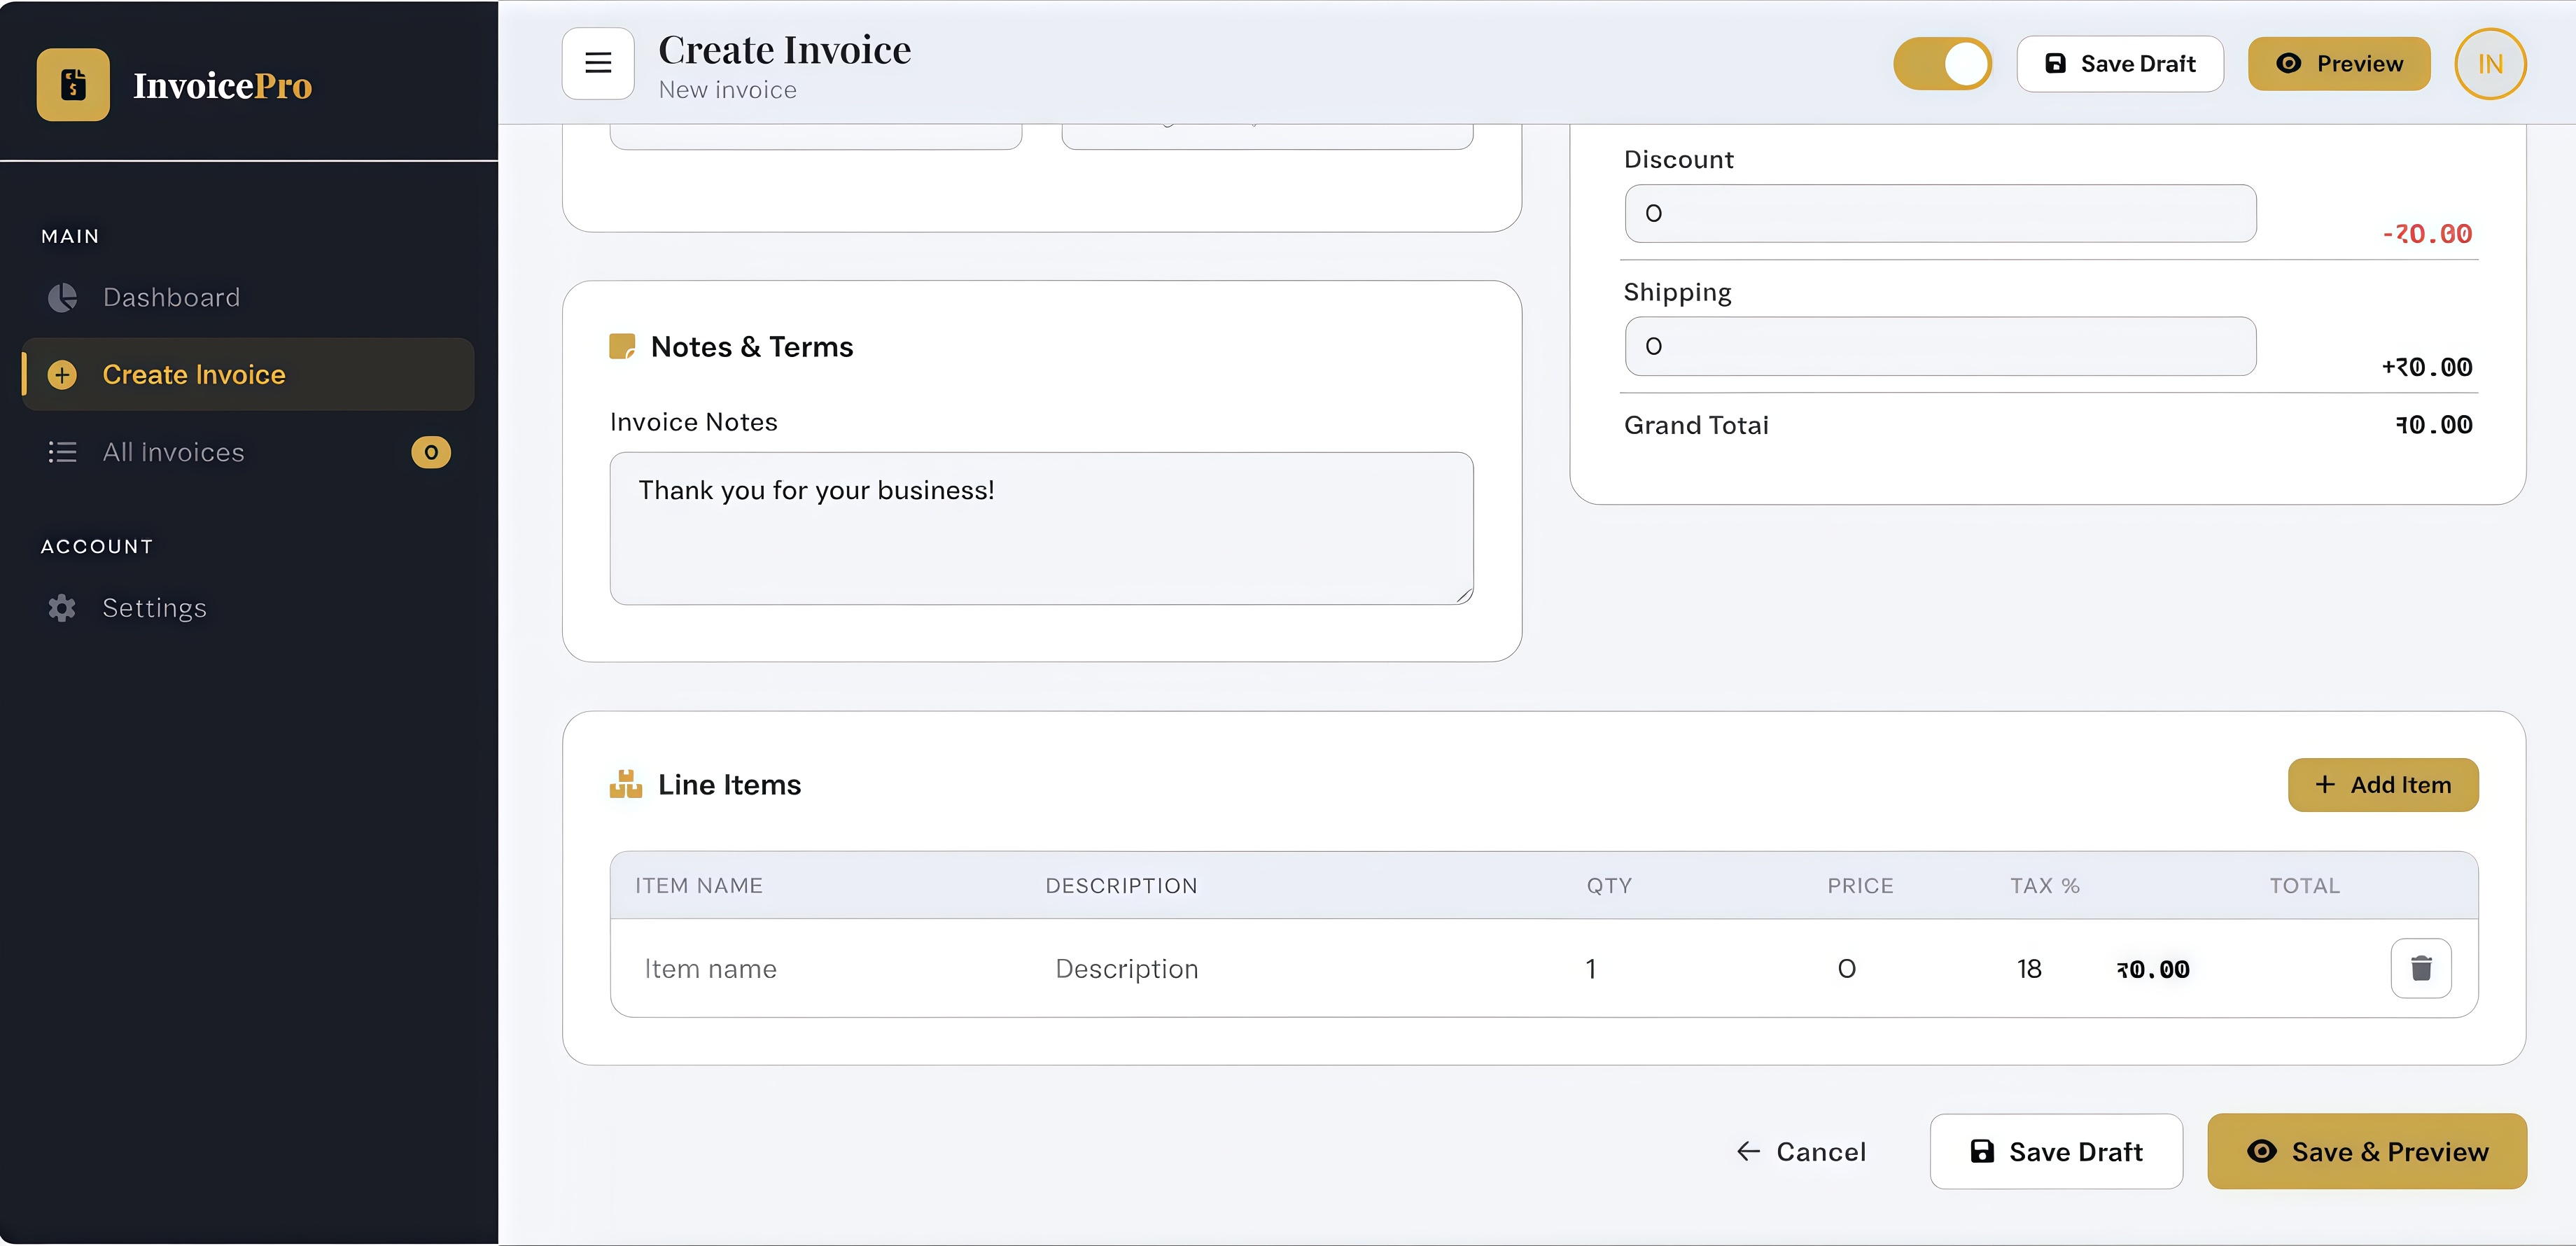 InvoicePro
MAIN
Dashboard
Create Invoice
All invoices 0
ACCOUNT
Settings
Create Invoice
New invoice
Save Draft
Preview
IN
Discount
0
-₹0.00
Shipping
0
+₹0.00
Grand Totai
₹0.00
Notes & Terms
Invoice Notes
Thank you for your business!
Line Items
+ Add Item
ITEM NAME DESCRIPTION QTY PRICE TAX % TOTAL
Item name Description 1 0 18 ₹0.00
← Cancel
Save Draft
Save & Preview